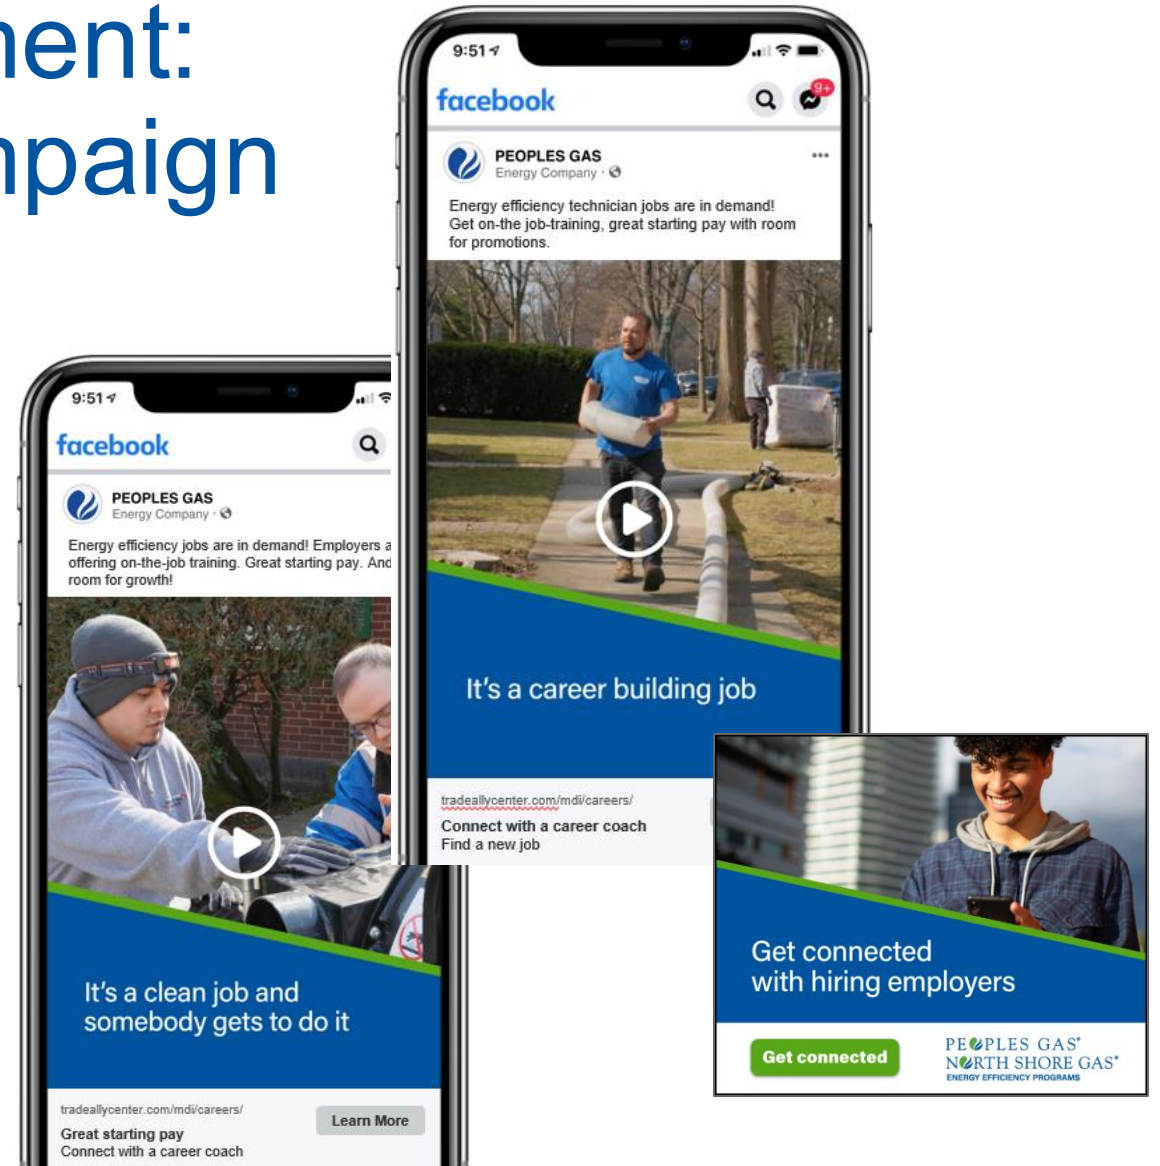 ment:
mpaign
9:51
facebook
9+
PEOPLES GAS
Energy Company ·
Energy efficiency technician jobs are in demand!
Get on-the job-training, great starting pay with room
for promotions.
It's a career building job
tradeallycenter.com/mdi/careers/
Connect with a career coach
Find a new job
9:51
facebook
PEOPLES GAS
Energy Company ·
Energy efficiency jobs are in demand! Employers a
offering on-the-job training. Great starting pay. And
room for growth!
It's a clean job and
somebody gets to do it
tradeallycenter.com/mdi/careers/
Learn More
Great starting pay
Connect with a career coach
Get connected
with hiring employers
Get connected
PEOPLES GAS®
NORTH SHORE GAS®
ENERGY EFFICIENCY PROGRAMS